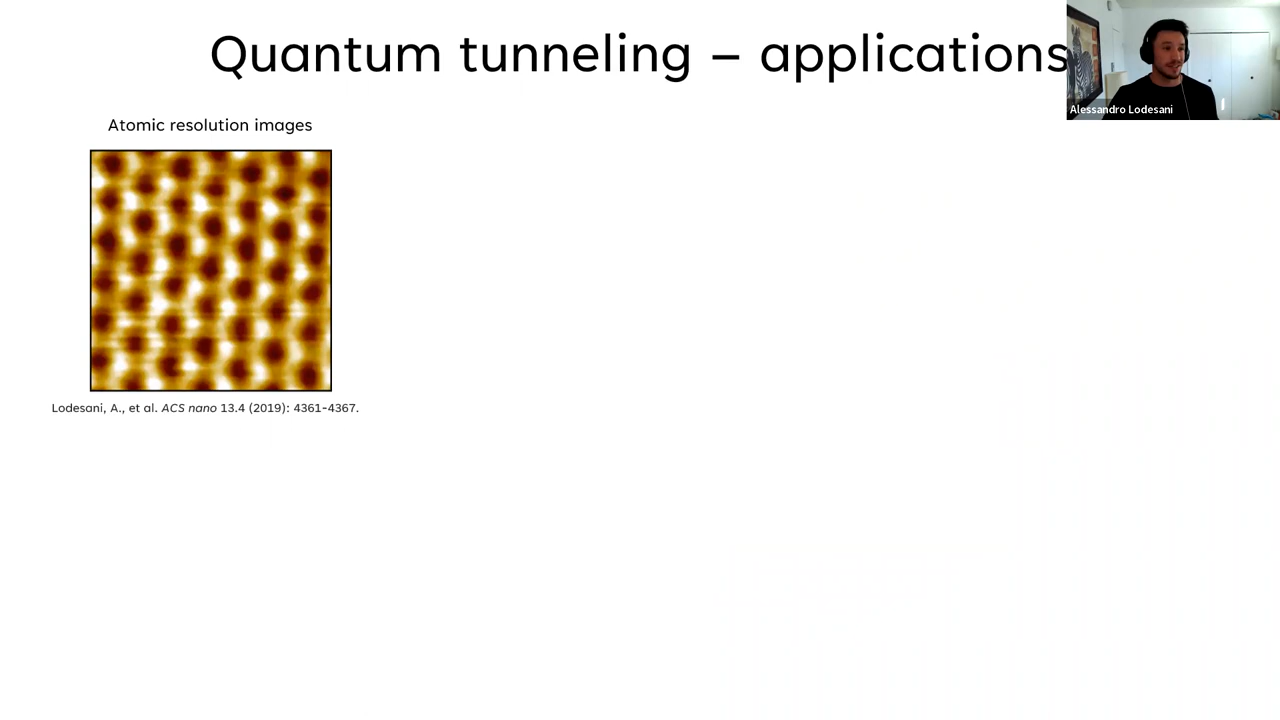 Quantum tunneling – applications
Alessandro Lodesani
Atomic resolution images
Lodesani, A., et al. ACS nano 13.4 (2019): 4361-4367.